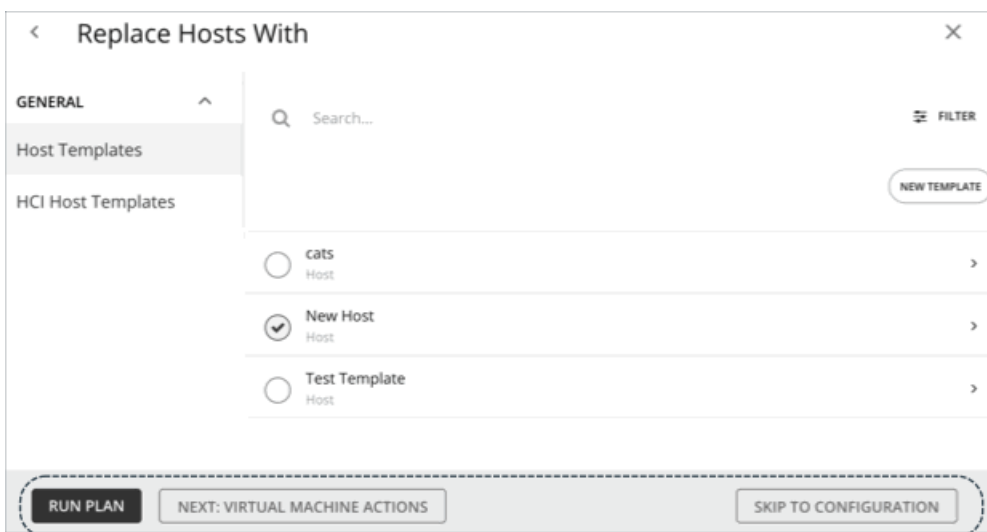 Replace Hosts With
GENERAL
Host Templates
HCI Host Templates
Search...
FILTER
NEW TEMPLATE
cats
Host
New Host
Host
Test Template
Host
RUN PLAN
NEXT: VIRTUAL MACHINE ACTIONS
SKIP TO CONFIGURATION